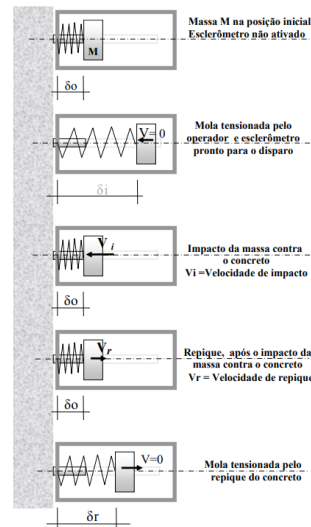 Massa M na posição inicial
Esclerômetro não ativado
M
δo
Mola tensionada pelo
operador e esclerômetro
pronto para o disparo
V= 0
δi
Impacto da massa contra
o concreto
Vi =Velocidade de impacto
V i
δo
Repique, após o impacto da
massa contra o concreto
Vr = Velocidade de repique
Vr
δo
Mola tensionada pelo
repique do concreto
V=0
δr